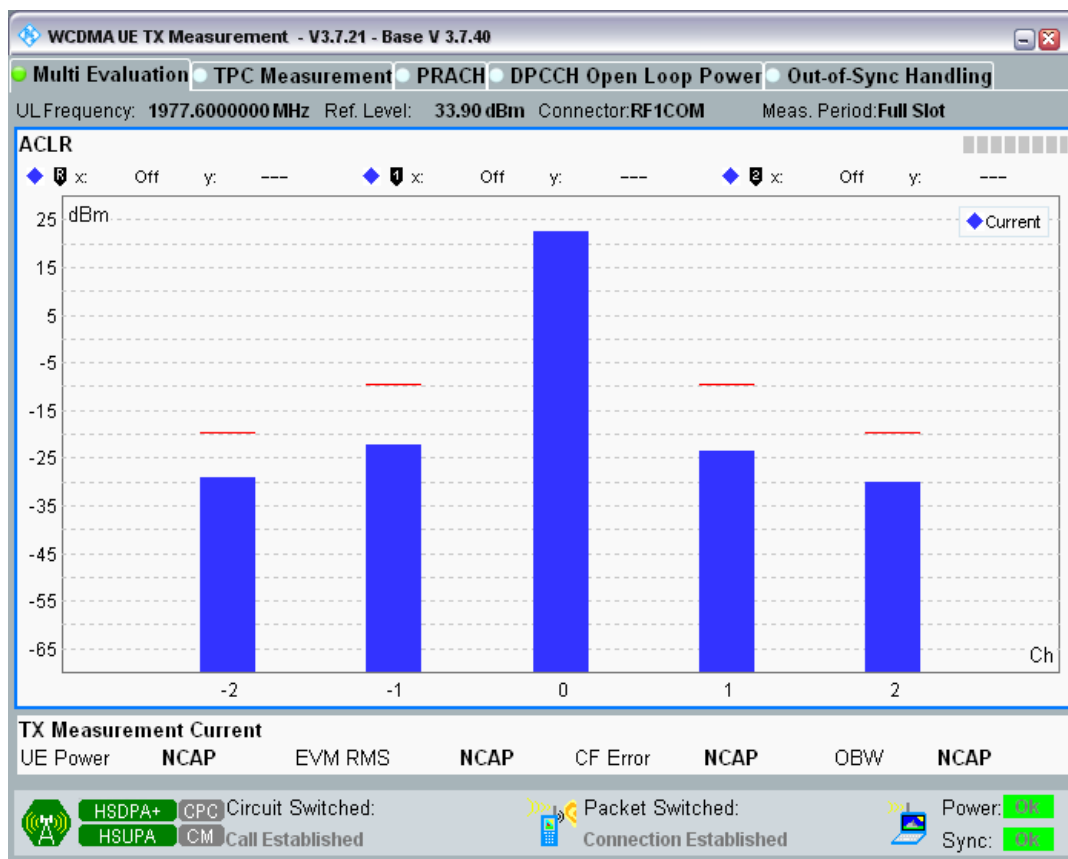 WCDMA UE TX Measurement - V3.7.21 - Base V 3.7.40
Multi Evaluation TPC Measurement PRACH DPCCH Open Loop Power Out-of-Sync Handling
UL Frequency: 1977.6000000 MHz Ref. Level: 33.90 dBm Connector:RF1COM Meas. Period:Full Slot
ACLR
R x: Off y: --- 1 x: Off y: --- 2 x: Off y: ---
dBm
Current
25
15
5
-5
-15
-25
-35
-45
-55
-65
Ch
-2 -1 0 1 2
TX Measurement Current
UE Power NCAP EVM RMS NCAP CF Error NCAP OBW NCAP
HSDPA+ CPC Circuit Switched: Packet Switched: Power: Ok
HSUPA CM Call Established Connection Established Sync: Ok